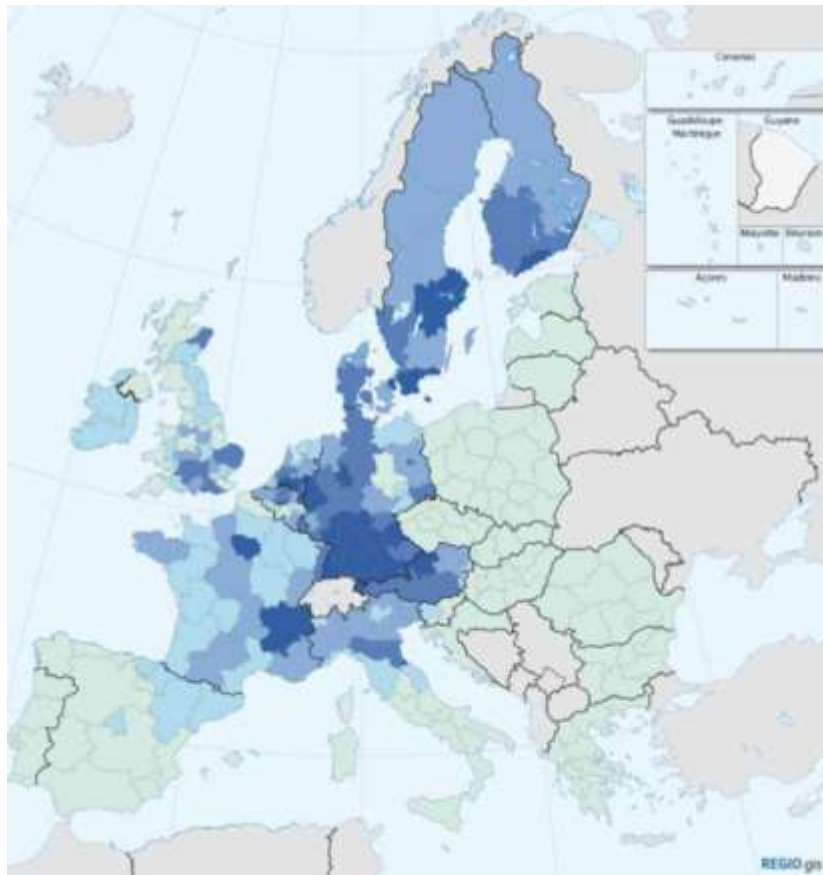 Canarias
Guadeloupe
Martinique
Guyane
Mayotte
Réunion
Açores
Madeira
REGIO.gis